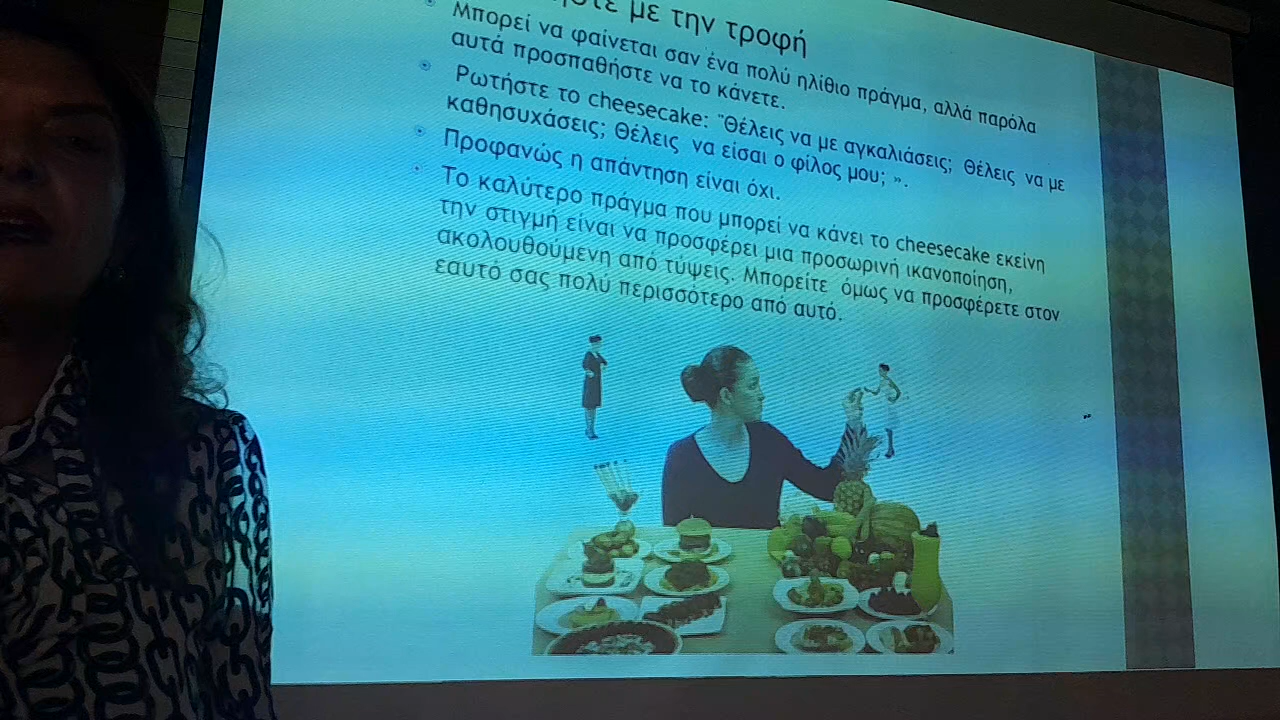 με την τροφή
Μπορεί να φαίνεται σαν ένα πολύ ηλίθιο πράγμα, αλλά παρόλα
αυτά προσπαθήστε να το κάνετε.
Ρωτήστε το cheesecake: "Θέλεις να με αγκαλιάσεις; Θέλεις να με
καθησυχάσεις; Θέλεις να είσαι ο φίλος μου; ».
Προφανώς η απάντηση είναι όχι.
Το καλύτερο πράγμα που μπορεί να κάνει το cheesecake εκείνη
την στιγμή είναι να προσφέρει μια προσωρινή ικανοποίηση,
ακολουθούμενη από τύψεις. Μπορείτε όμως να προσφέρετε στον
εαυτό σας πολύ περισσότερο από αυτό.